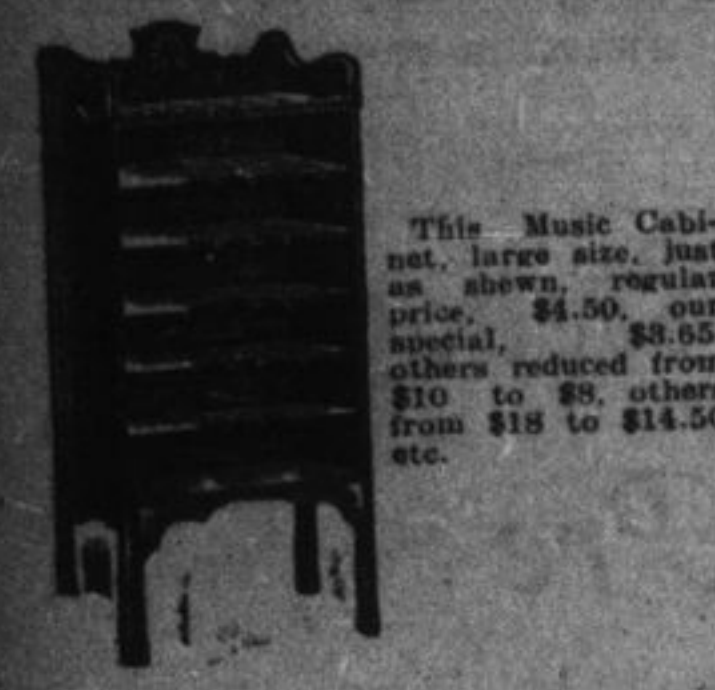 This Music Cabi-
net, large size, just
as shewn, regular
price, $4.50, our
special, $3.65,
others reduced from
$10 to $8, others
from $18 to $14.50
etc.